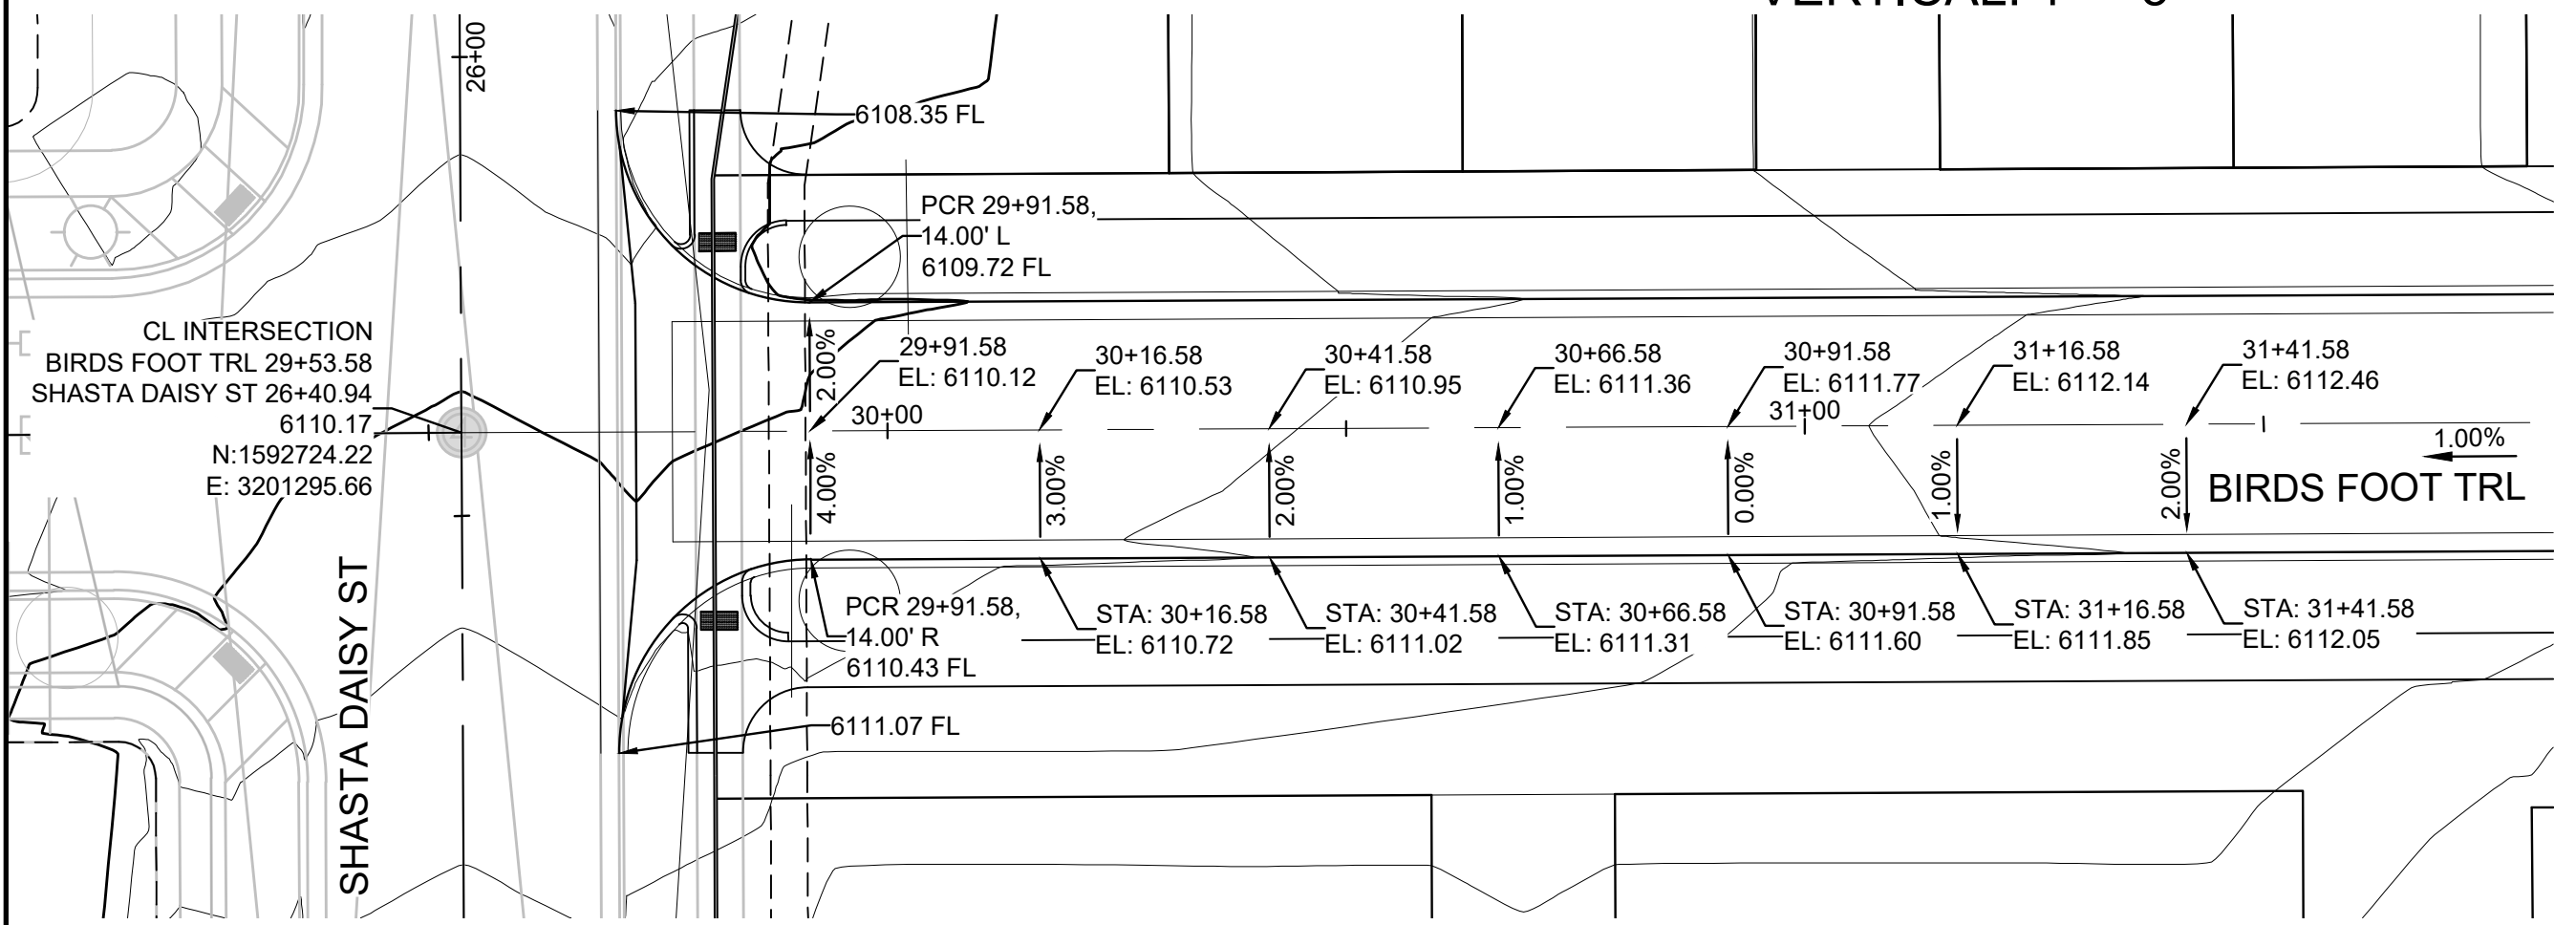 26+00
6108.35 FL
PCR 29+91.58,
14.00' L
6109.72 FL
CL INTERSECTION
BIRDS FOOT TRL 29+53.58
SHASTA DAISY ST 26+40.94
6110.17
N:1592724.22
E: 3201295.66
2.00%
29+91.58
EL: 6110.12
30+16.58
EL: 6110.53
30+41.58
EL: 6110.95
30+66.58
EL: 6111.36
30+91.58
EL: 6111.77
31+16.58
EL: 6112.14
31+41.58
EL: 6112.46
30+00
31+00
1.00%
4.00%
3.00%
2.00%
1.00%
0.00%
1.00%
2.00%
BIRDS FOOT TRL
SHASTA DAISY ST
PCR 29+91.58,
14.00' R
6110.43 FL
STA: 30+16.58
EL: 6110.72
STA: 30+41.58
EL: 6111.02
STA: 30+66.58
EL: 6111.31
STA: 30+91.58
EL: 6111.60
STA: 31+16.58
EL: 6111.85
STA: 31+41.58
EL: 6112.05
6111.07 FL